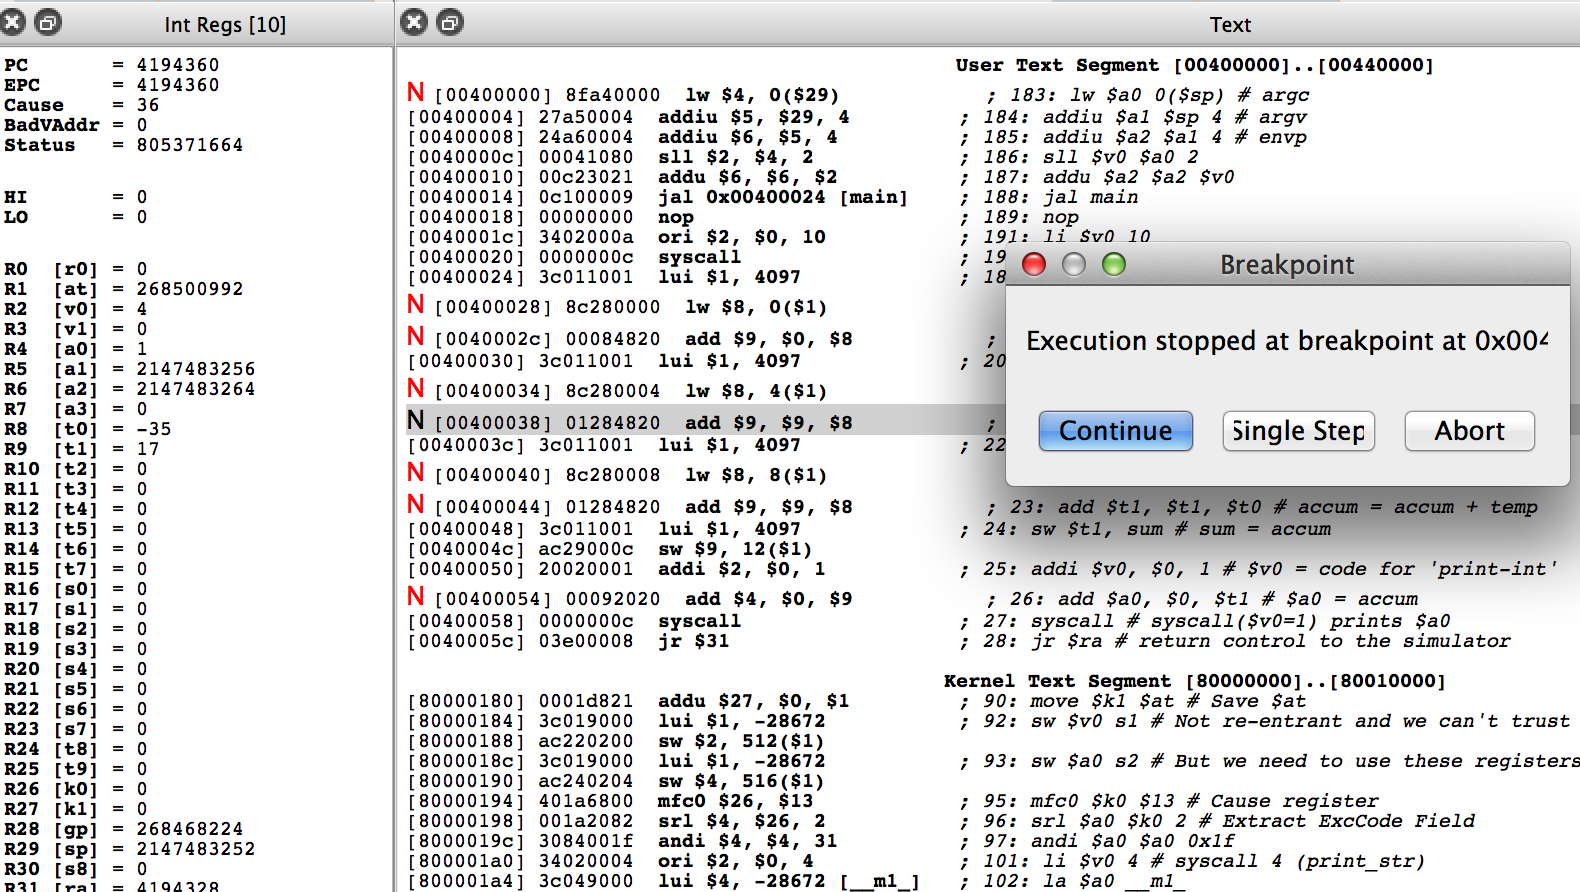 Int Regs [10]
PC = 4194360
EPC = 4194360
Cause = 36
BadVAddr = 0
Status = 805371664
HI = 0
LO = 0
R0 [r0] = 0
R1 [at] = 268500992
R2 [v0] = 4
R3 [v1] = 0
R4 [a0] = 1
R5 [a1] = 2147483256
R6 [a2] = 2147483264
R7 [a3] = 0
R8 [t0] = -35
R9 [t1] = 17
R10 [t2] = 0
R11 [t3] = 0
R12 [t4] = 0
R13 [t5] = 0
R14 [t6] = 0
R15 [t7] = 0
R16 [s0] = 0
R17 [s1] = 0
R18 [s2] = 0
R19 [s3] = 0
R20 [s4] = 0
R21 [s5] = 0
R22 [s6] = 0
R23 [s7] = 0
R24 [t8] = 0
R25 [t9] = 0
R26 [k0] = 0
R27 [k1] = 0
R28 [gp] = 268468224
R29 [sp] = 2147483252
R30 [s8] = 0
R31 [ra] = 4194328
Text
User Text Segment [00400000]..[00440000]
N [00400000] 8fa40000 lw $4, 0($29) ; 183: lw $a0 0($sp) # argc
[00400004] 27a50004 addiu $5, $29, 4 ; 184: addiu $a1 $sp 4 # argv
[00400008] 24a60004 addiu $6, $5, 4 ; 185: addiu $a2 $a1 4 # envp
[0040000c] 00041080 sll $2, $4, 2 ; 186: sll $v0 $a0 2
[00400010] 00c23021 addu $6, $6, $2 ; 187: addu $a2 $a2 $v0
[00400014] 0c100009 jal 0x00400024 [main] ; 188: jal main
[00400018] 00000000 nop ; 189: nop
[0040001c] 3402000a ori $2, $0, 10 ; 191: li $v0 10
[00400020] 0000000c syscall ; 19
[00400024] 3c011001 lui $1, 4097 ; 18
N [00400028] 8c280000 lw $8, 0($1)
N [0040002c] 00084820 add $9, $0, $8 ;
[00400030] 3c011001 lui $1, 4097 ; 20
N [00400034] 8c280004 lw $8, 4($1)
N [00400038] 01284820 add $9, $9, $8 ;
[0040003c] 3c011001 lui $1, 4097 ; 22
N [00400040] 8c280008 lw $8, 8($1)
N [00400044] 01284820 add $9, $9, $8 ; 23: add $t1, $t1, $t0 # accum = accum + temp
[00400048] 3c011001 lui $1, 4097 ; 24: sw $t1, sum # sum = accum
[0040004c] ac29000c sw $9, 12($1)
[00400050] 20020001 addi $2, $0, 1 ; 25: addi $v0, $0, 1 # $v0 = code for 'print-int'
N [00400054] 00092020 add $4, $0, $9 ; 26: add $a0, $0, $t1 # $a0 = accum
[00400058] 0000000c syscall ; 27: syscall # syscall($v0=1) prints $a0
[0040005c] 03e00008 jr $31 ; 28: jr $ra # return control to the simulator
Kernel Text Segment [80000000]..[80010000]
[80000180] 0001d821 addu $27, $0, $1 ; 90: move $k1 $at # Save $at
[80000184] 3c019000 lui $1, -28672 ; 92: sw $v0 s1 # Not re-entrant and we can't trust
[80000188] ac220200 sw $2, 512($1)
[8000018c] 3c019000 lui $1, -28672 ; 93: sw $a0 s2 # But we need to use these registers
[80000190] ac240204 sw $4, 516($1)
[80000194] 401a6800 mfc0 $26, $13 ; 95: mfc0 $k0 $13 # Cause register
[80000198] 001a2082 srl $4, $26, 2 ; 96: srl $a0 $k0 2 # Extract ExcCode Field
[8000019c] 3084001f andi $4, $4, 31 ; 97: andi $a0 $a0 0x1f
[800001a0] 34020004 ori $2, $0, 4 ; 101: li $v0 4 # syscall 4 (print_str)
[800001a4] 3c049000 lui $4, -28672 [__m1_] ; 102: la $a0 __m1_
Breakpoint
Execution stopped at breakpoint at 0x004
Continue
Single Step
Abort